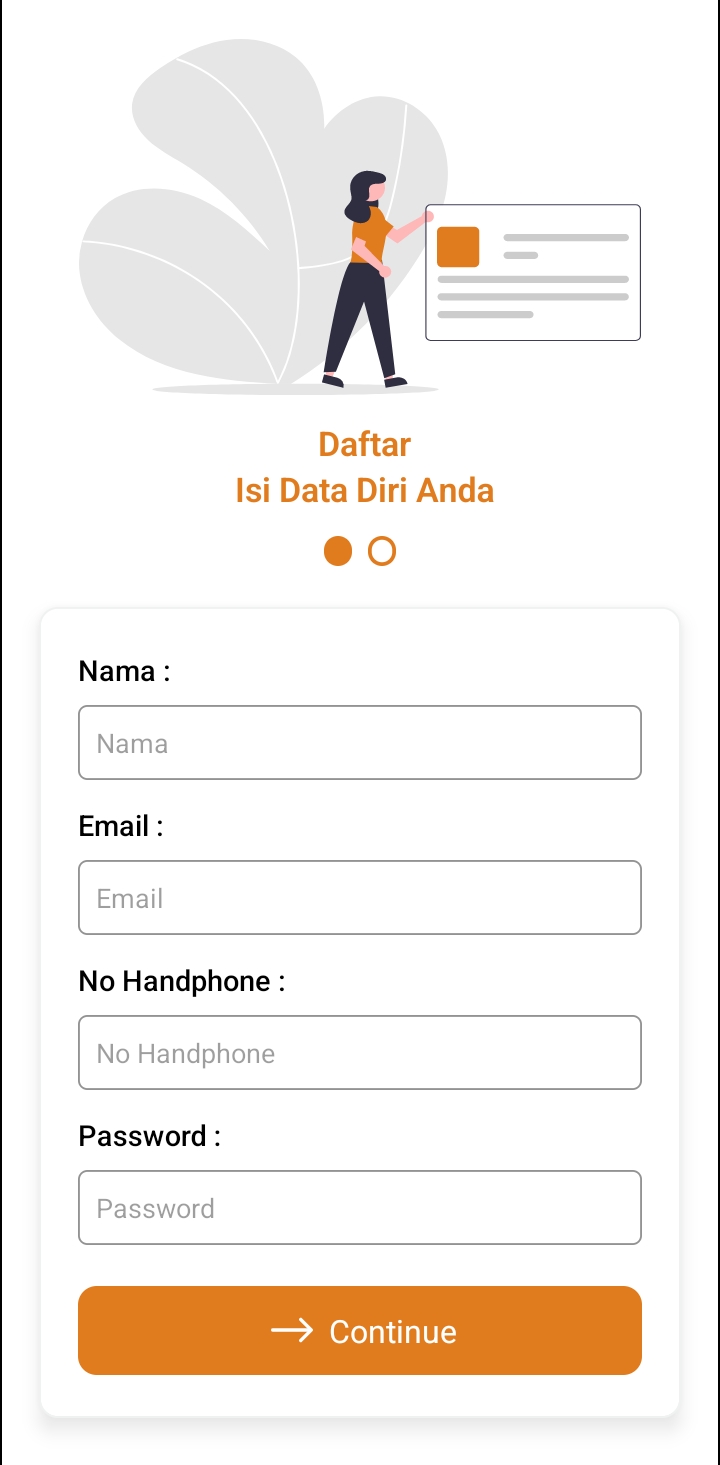 Daftar
Isi Data Diri Anda
Nama :
Nama
Email :
Email
No Handphone :
No Handphone
Password :
Password
Continue